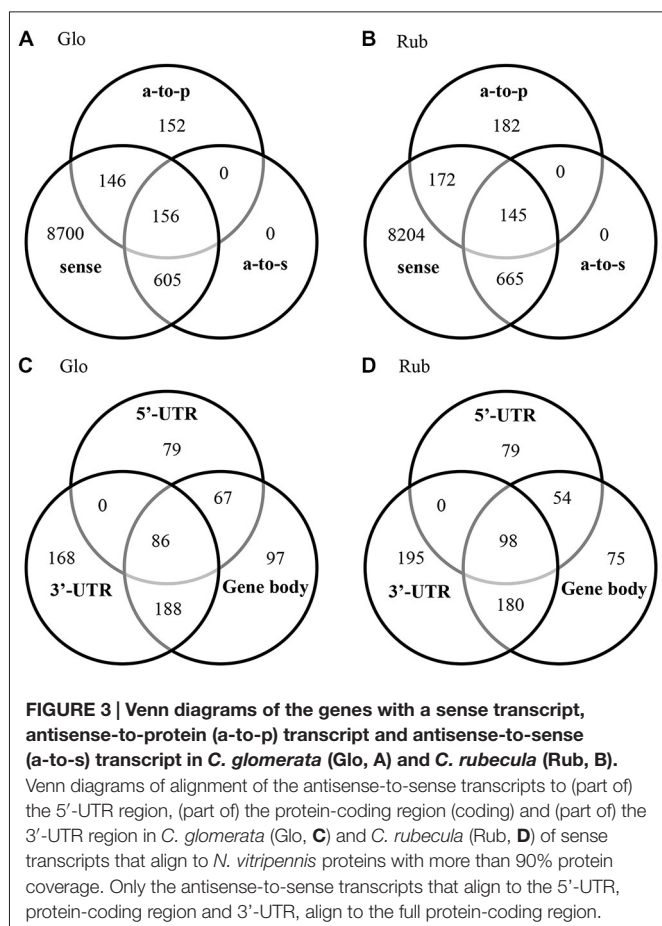 A Glo
a-to-p
152
146
0
156
8700
0
sense
a-to-s
605
B Rub
a-to-p
182
172
0
145
8204
0
sense
a-to-s
665
C Glo
5’-UTR
79
0
67
86
168
97
3’-UTR
Gene body
188
D Rub
5’-UTR
79
0
54
98
195
75
3’-UTR
Gene body
180
FIGURE 3 | Venn diagrams of the genes with a sense transcript,
antisense-to-protein (a-to-p) transcript and antisense-to-sense
(a-to-s) transcript in C. glomerata (Glo, A) and C. rubecula (Rub, B).
Venn diagrams of alignment of the antisense-to-sense transcripts to (part of)
the 5′-UTR region, (part of) the protein-coding region (coding) and (part of) the
3′-UTR region in C. glomerata (Glo, C) and C. rubecula (Rub, D) of sense
transcripts that align to N. vitripennis proteins with more than 90% protein
coverage. Only the antisense-to-sense transcripts that align to the 5′-UTR,
protein-coding region and 3′-UTR, align to the full protein-coding region.